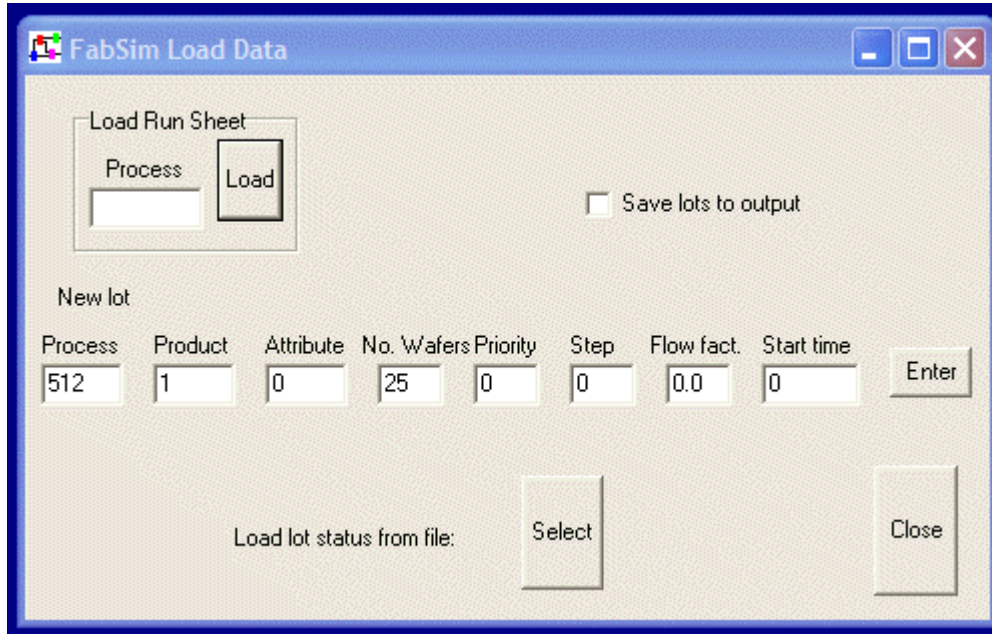 FabSim Load Data
Load Run Sheet
Process
Load
Save lots to output
New lot
Process Product Attribute No. Wafers Priority Step Flow fact. Start time
512 1 0 25 0 0 0.0 0 Enter
Load lot status from file: Select Close